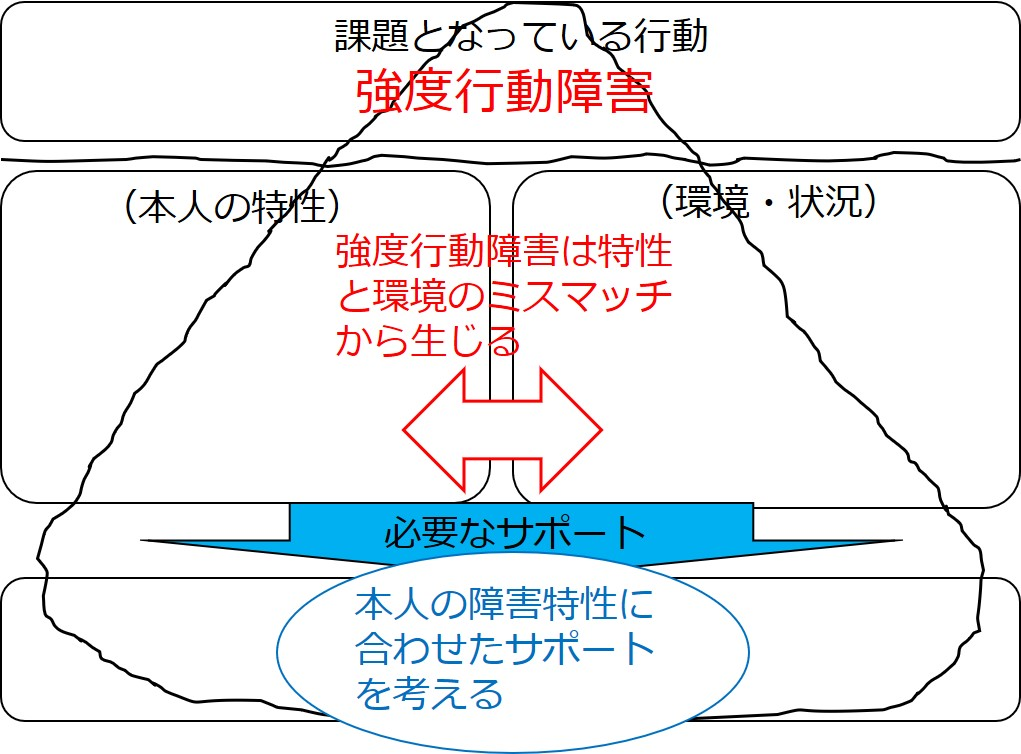 課題となっている行動
強度行動障害
（本人の特性）
（環境・状況）
強度行動障害は特性
と環境のミスマッチ
から生じる
必要なサポート
本人の障害特性に
合わせたサポート
を考える